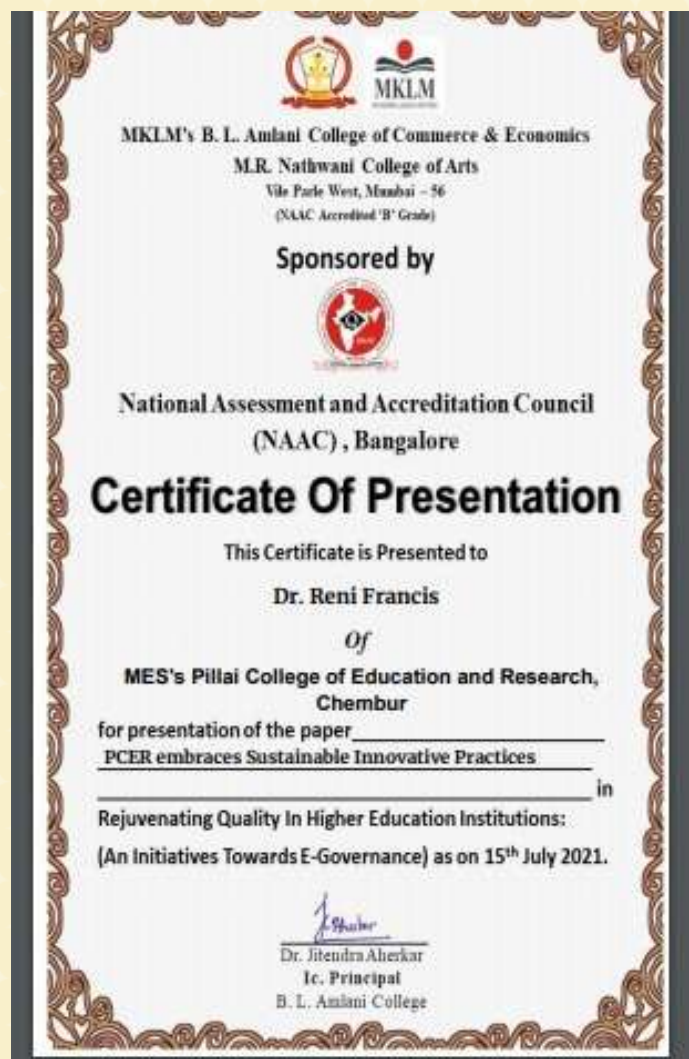 MKLM
MKLM's B. L. Amlani College of Commerce & Economics
M.R. Nathwani College of Arts
Vile Parle West, Mumbai – 56
(NAAC Accredited 'B' Grade)
Sponsored by
National Assessment and Accreditation Council
(NAAC) , Bangalore
Certificate Of Presentation
This Certificate is Presented to
Dr. Reni Francis
Of
MES's Pillai College of Education and Research,
Chembur
for presentation of the paper
PCER embraces Sustainable Innovative Practices
in
Rejuvenating Quality In Higher Education Institutions:
(An Initiatives Towards E-Governance) as on 15th July 2021.
Dr. Jitendra Aherkar
Ic. Principal
B. L. Amlani College